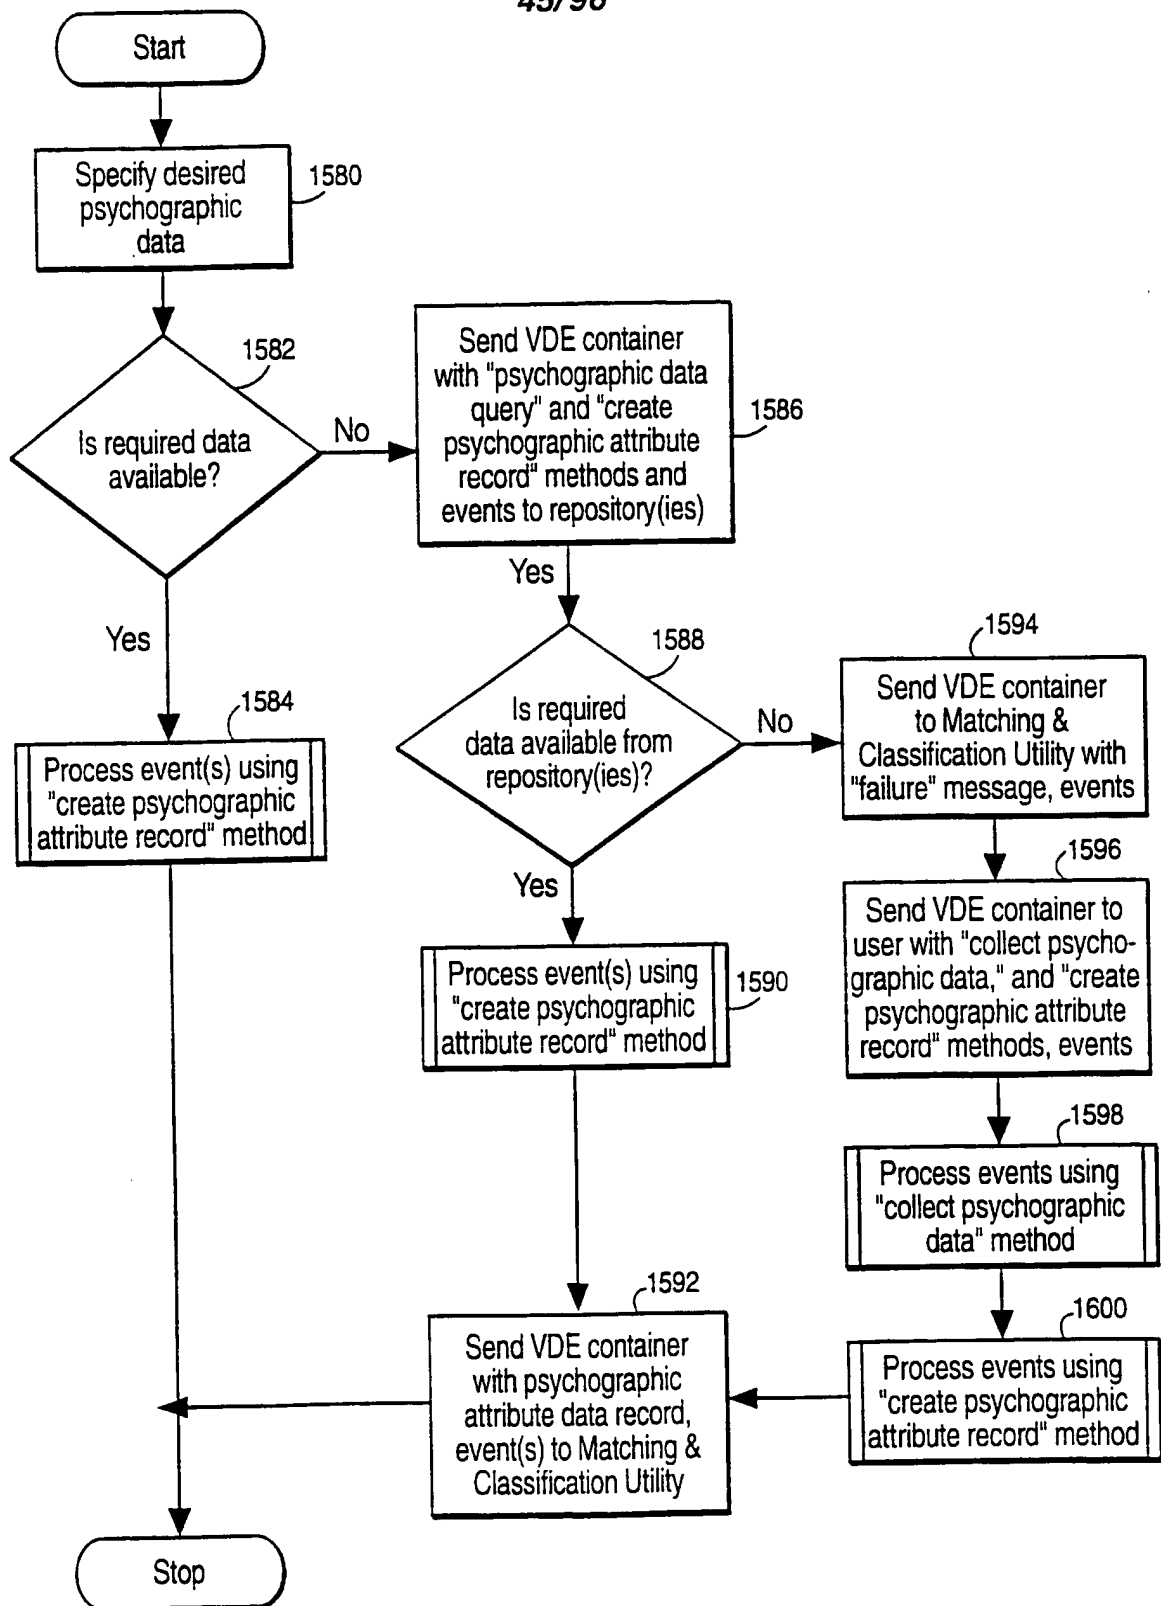 45/96
Start
Specify desired
psychographic
data
1580
1582
Is required data
available?
No
Yes
Send VDE container
with "psychographic data
query" and "create
psychographic attribute
record" methods and
events to repository(ies)
1586
Yes
1588
Is required
data available from
repository(ies)?
No
Yes
1584
Process event(s) using
"create psychographic
attribute record" method
1594
Send VDE container
to Matching &
Classification Utility with
"failure" message, events
1596
Send VDE container to
user with "collect psycho-
graphic data," and "create
psychographic attribute
record" methods, events
Process event(s) using
"create psychographic
attribute record" method
1590
1598
Process events using
"collect psychographic
data" method
1592
Send VDE container
with psychographic
attribute data record,
event(s) to Matching &
Classification Utility
1600
Process events using
"create psychographic
attribute record" method
Stop